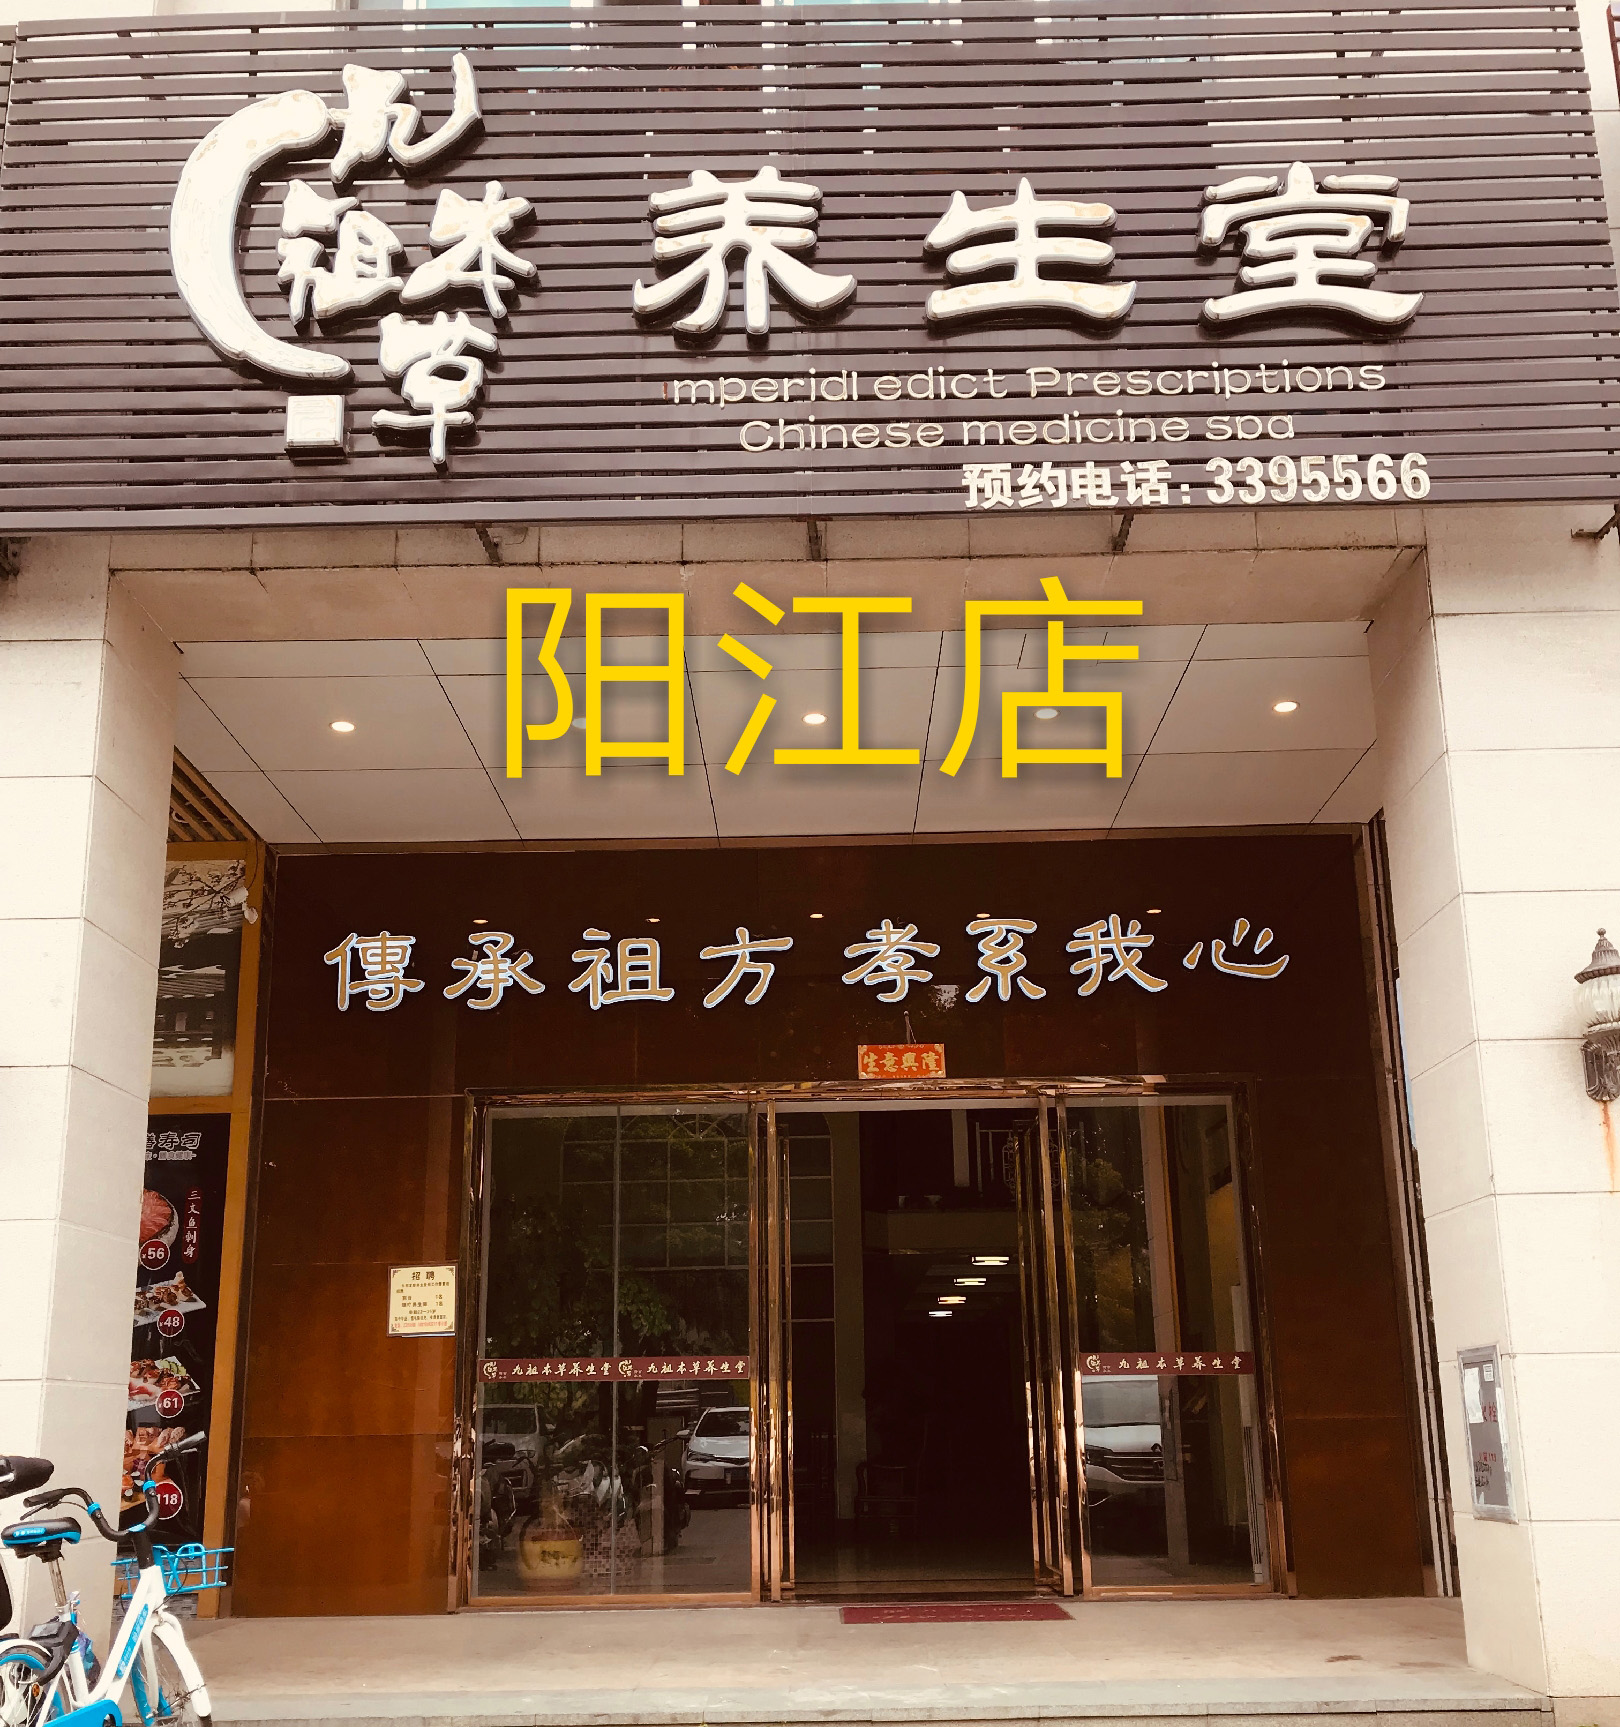 九祖本草 养生堂
mperidl edict Prescriptions
Chinese medicine spa
预约电话:3395566
阳江店
傳承祖方 孝系我心
生意興隆
善寿司
三文鱼刺身
¥56
¥48
¥61
118
招聘
九祖本草养生堂 九祖本草养生堂
九祖本草养生堂